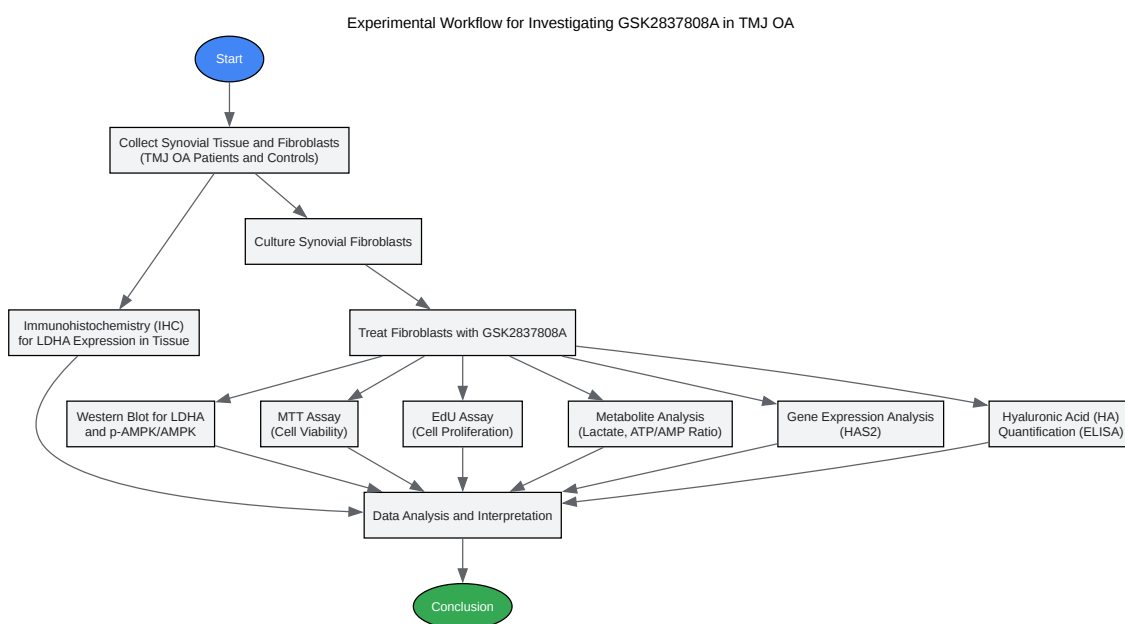 Experimental Workflow for Investigating GSK2837808A in TMJ OA
Start
Collect Synovial Tissue and Fibroblasts
(TMJ OA Patients and Controls)
Culture Synovial Fibroblasts
Immunohistochemistry (IHC)
for LDHA Expression in Tissue
Treat Fibroblasts with GSK2837808A
Western Blot for LDHA
and p-AMPK/AMPK
MTT Assay
(Cell Viability)
EdU Assay
(Cell Proliferation)
Metabolite Analysis
(Lactate, ATP/AMP Ratio)
Gene Expression Analysis
(HAS2)
Hyaluronic Acid (HA)
Quantification (ELISA)
Data Analysis and Interpretation
Conclusion